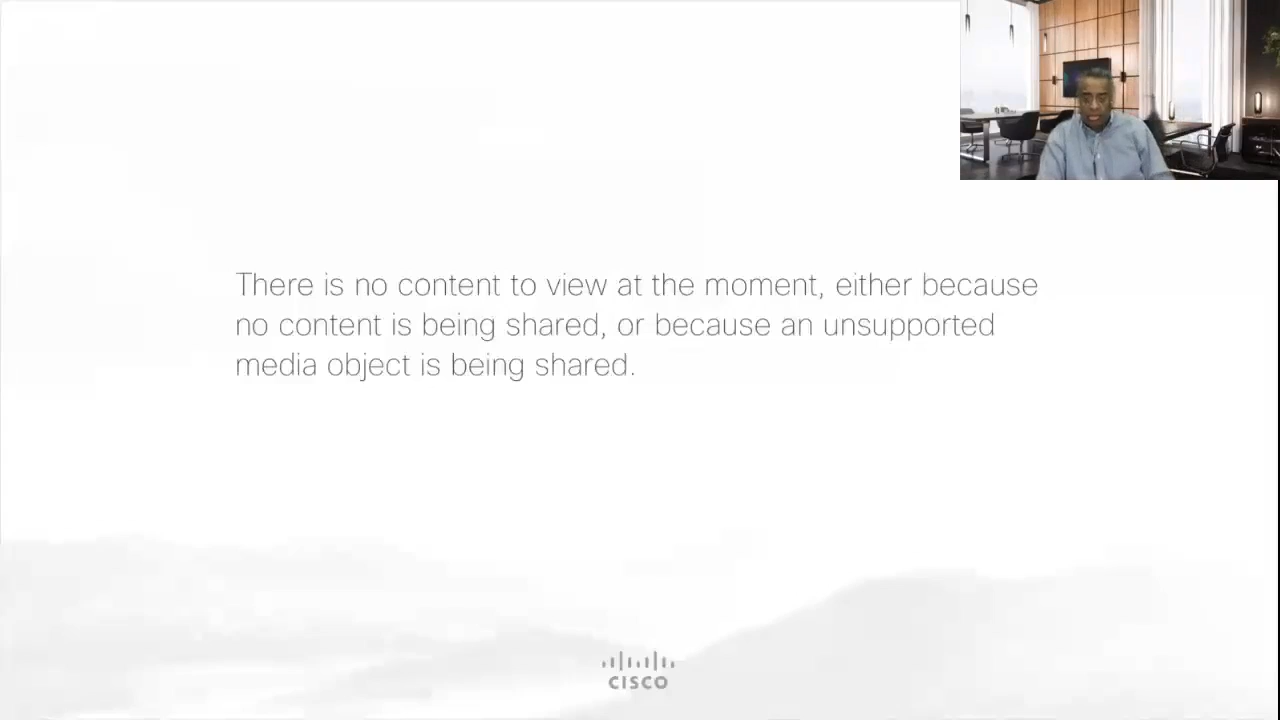 There is no content to view at the moment, either because
no content is being shared, or because an unsupported
media object is being shared.
CISCO